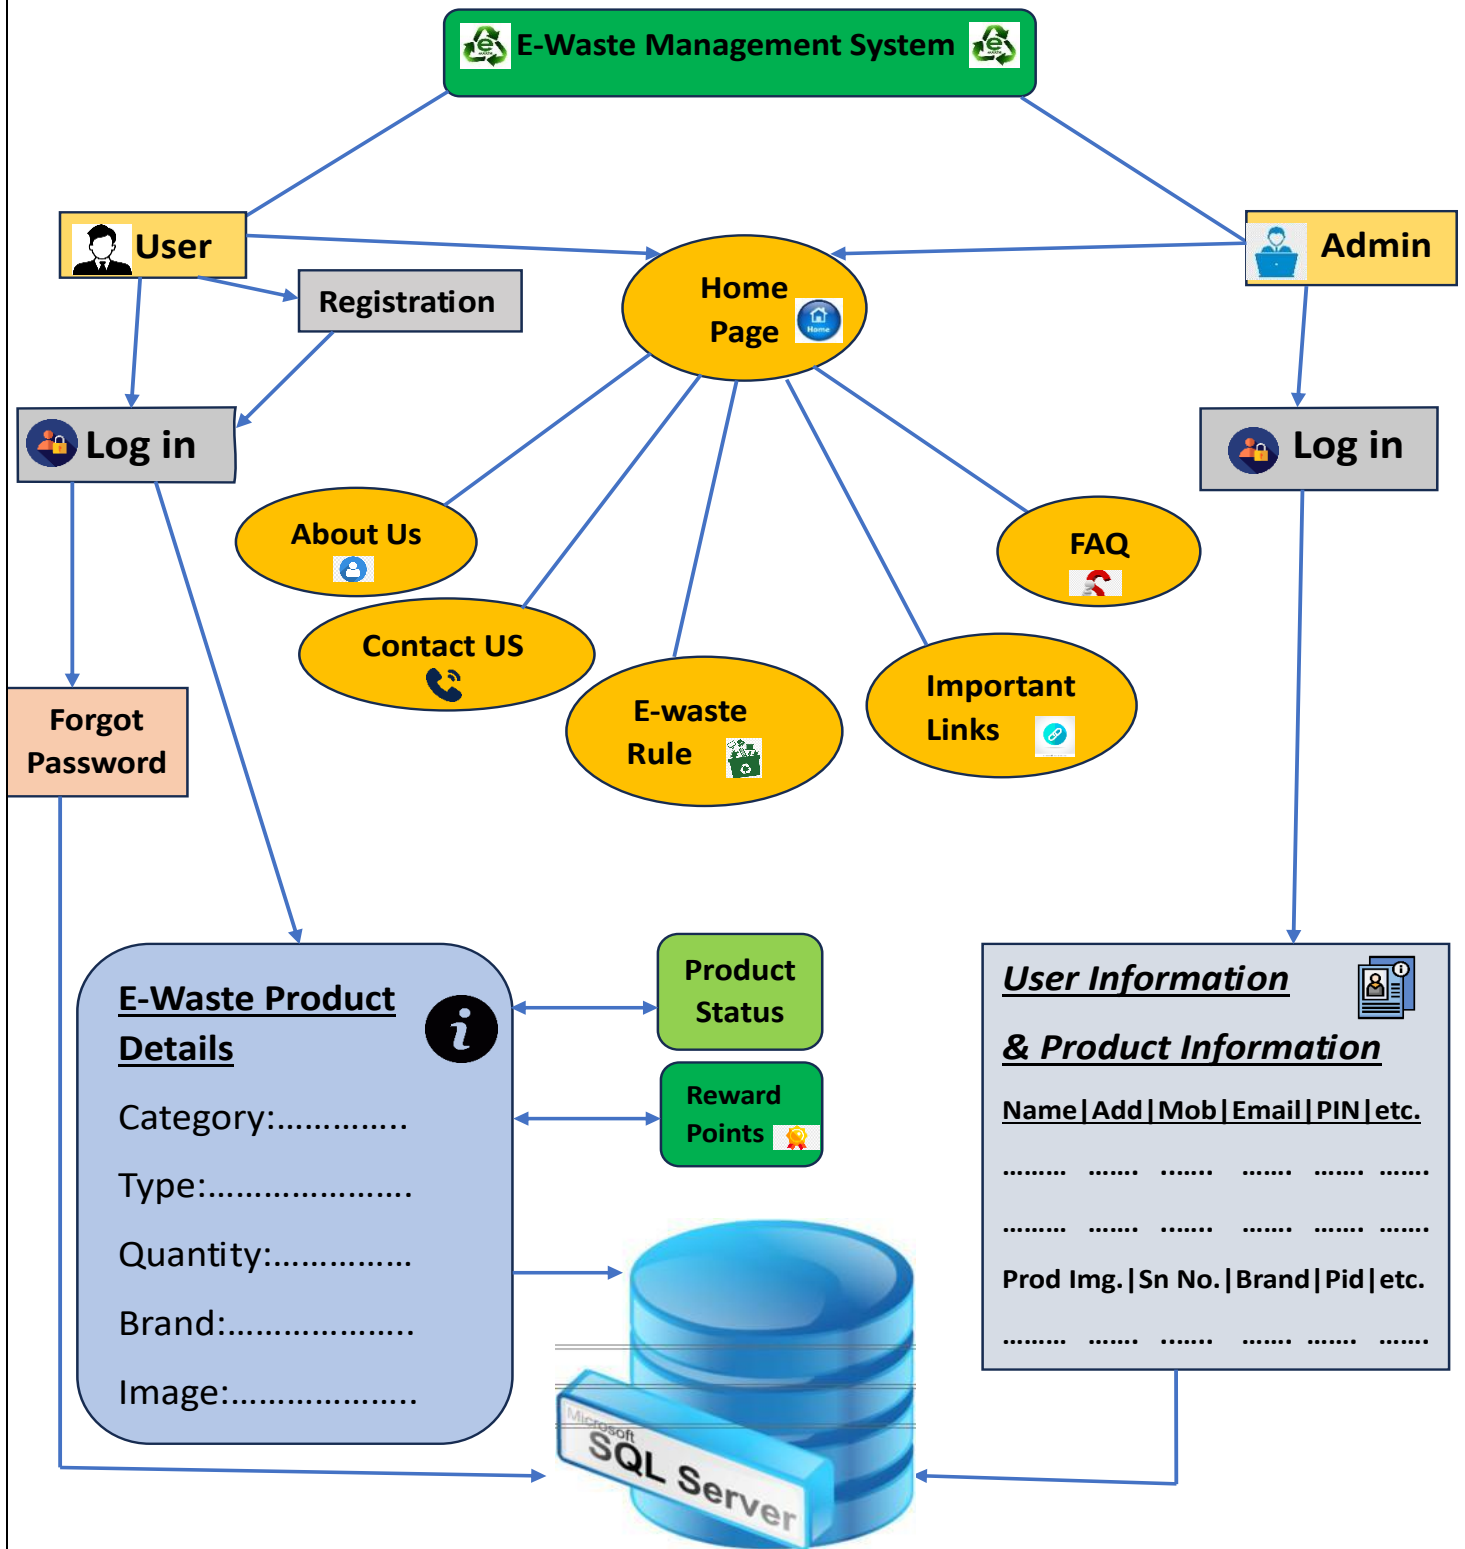 E-Waste Management System
User
Admin
Registration
Home
Page
Home
Log in
Log in
About Us
FAQ
Contact US
E-waste
Rule
Important
Links
Forgot
Password
E-Waste Product
Details
i
Category:.............
Type:.......................
Quantity:...............
Brand:.....................
Image:.....................
Product
Status
Reward
Points
User Information
& Product Information
Name|Add|Mob|Email|PIN|etc.
......... ....... ....... ....... ....... .......
......... ....... ....... ....... ....... .......
Prod Img.|Sn No.|Brand|Pid|etc.
......... ....... ....... ....... ....... .......
Microsoft
SQL Server